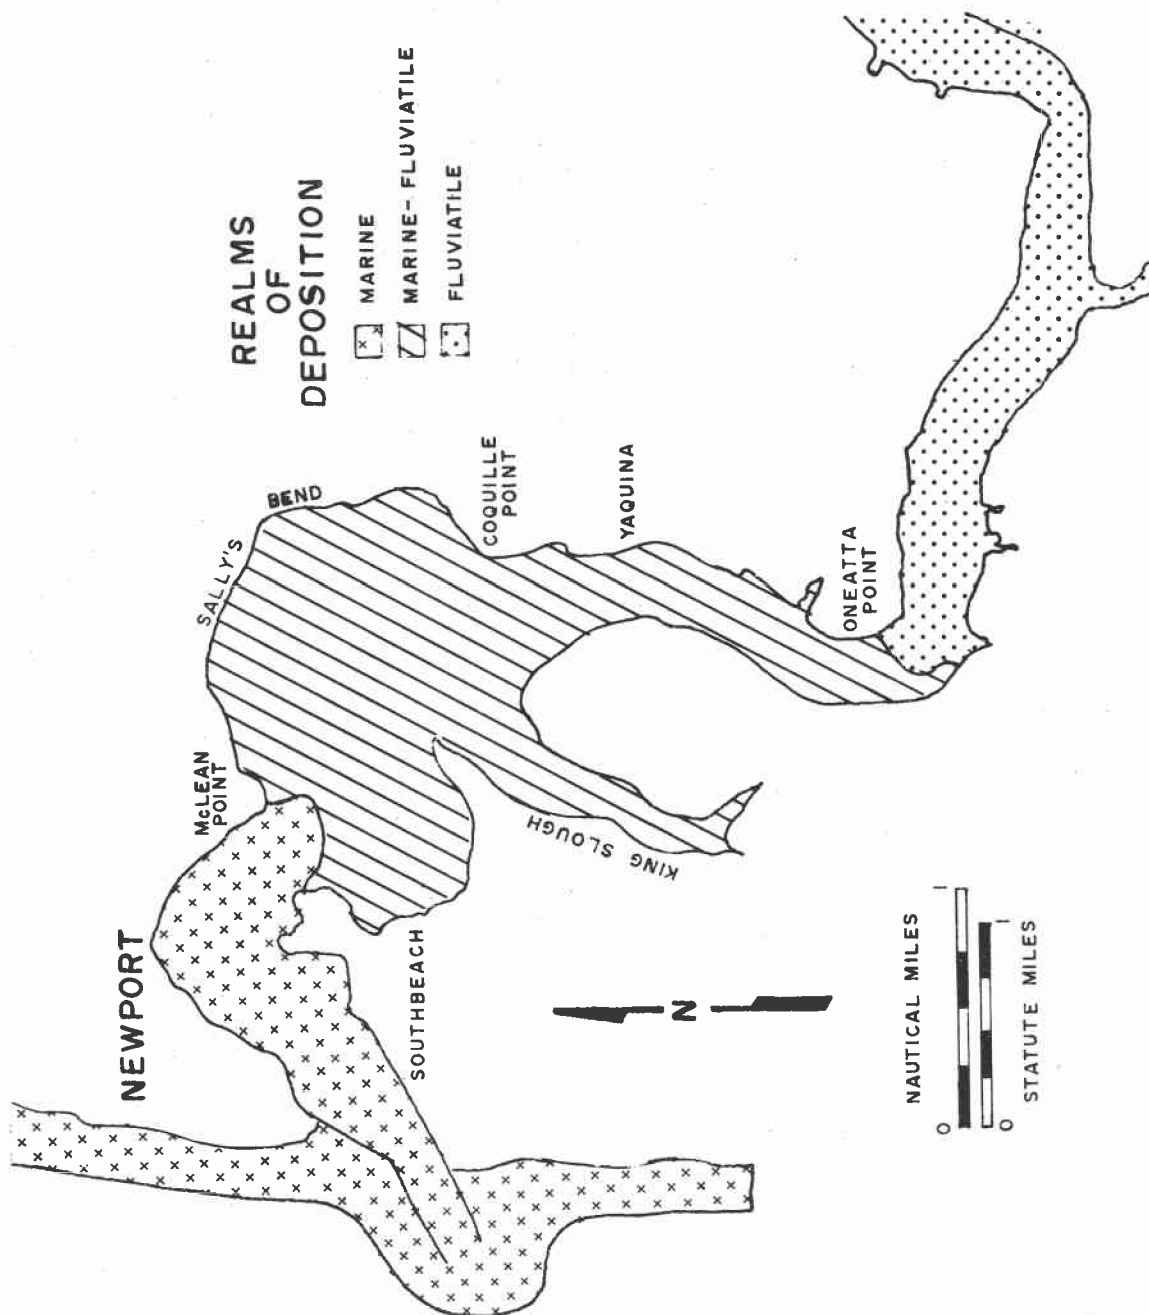 REALMS
OF
DEPOSITION
x x x MARINE
MARINE-FLUVIATILE
FLUVIATILE
NEWPORT
McLEAN
POINT
SALLY'S
BEND
COQUILLE
POINT
YAQUINA
ONEATTA
POINT
KING SLOUGH
SOUTHBEACH
N
NAUTICAL MILES
0 1
0 1
STATUTE MILES